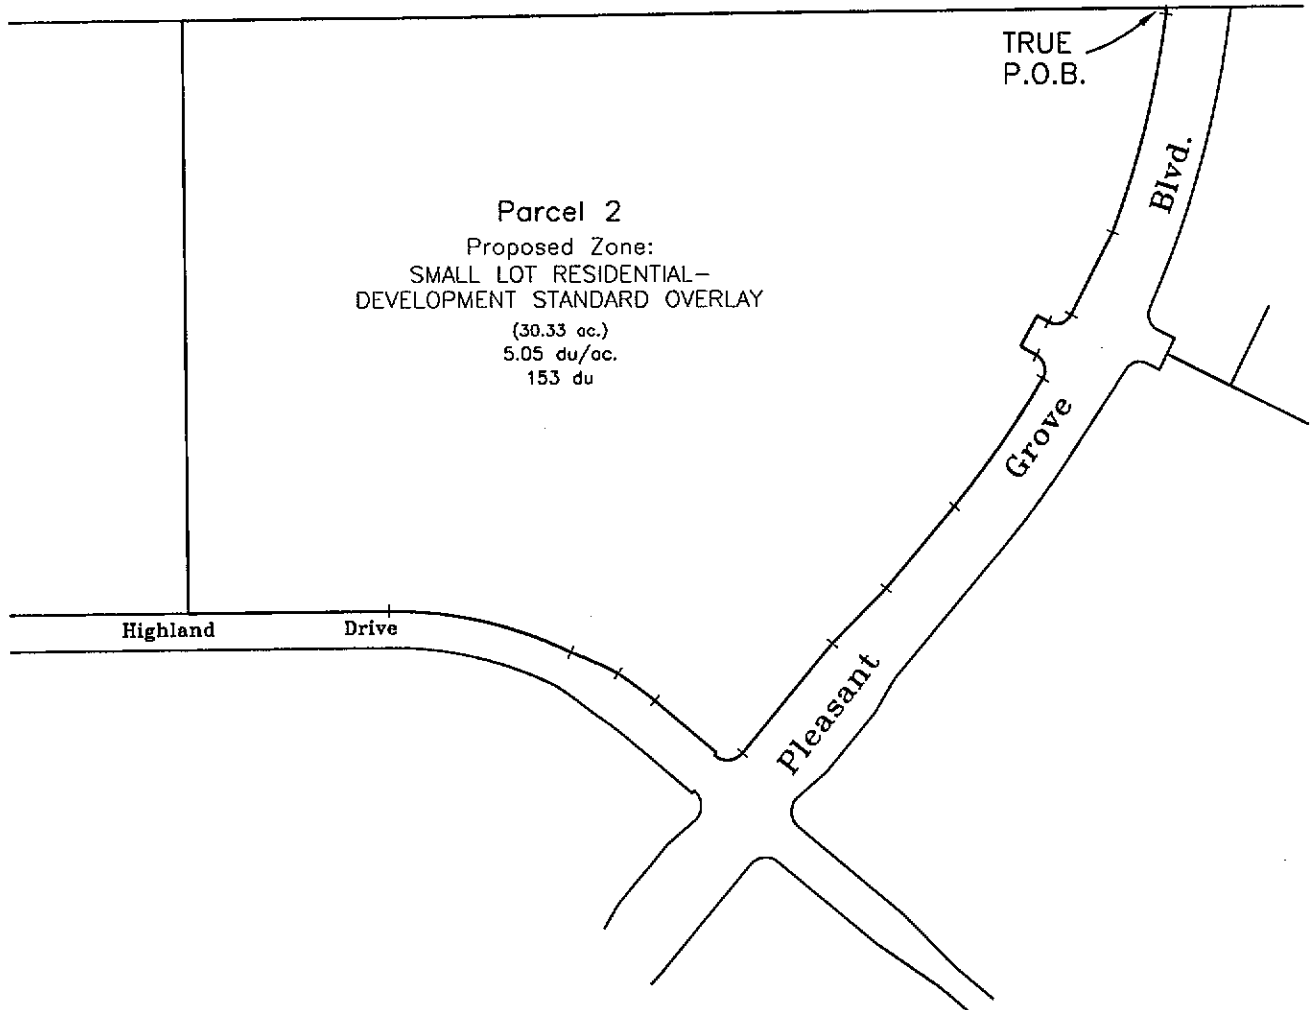 TRUE
P.O.B.
Blvd.
Parcel 2
Proposed Zone:
SMALL LOT RESIDENTIAL-
DEVELOPMENT STANDARD OVERLAY
(30.33 ac.)
5.05 du/ac.
153 du
Grove
Highland Drive
Pleasant